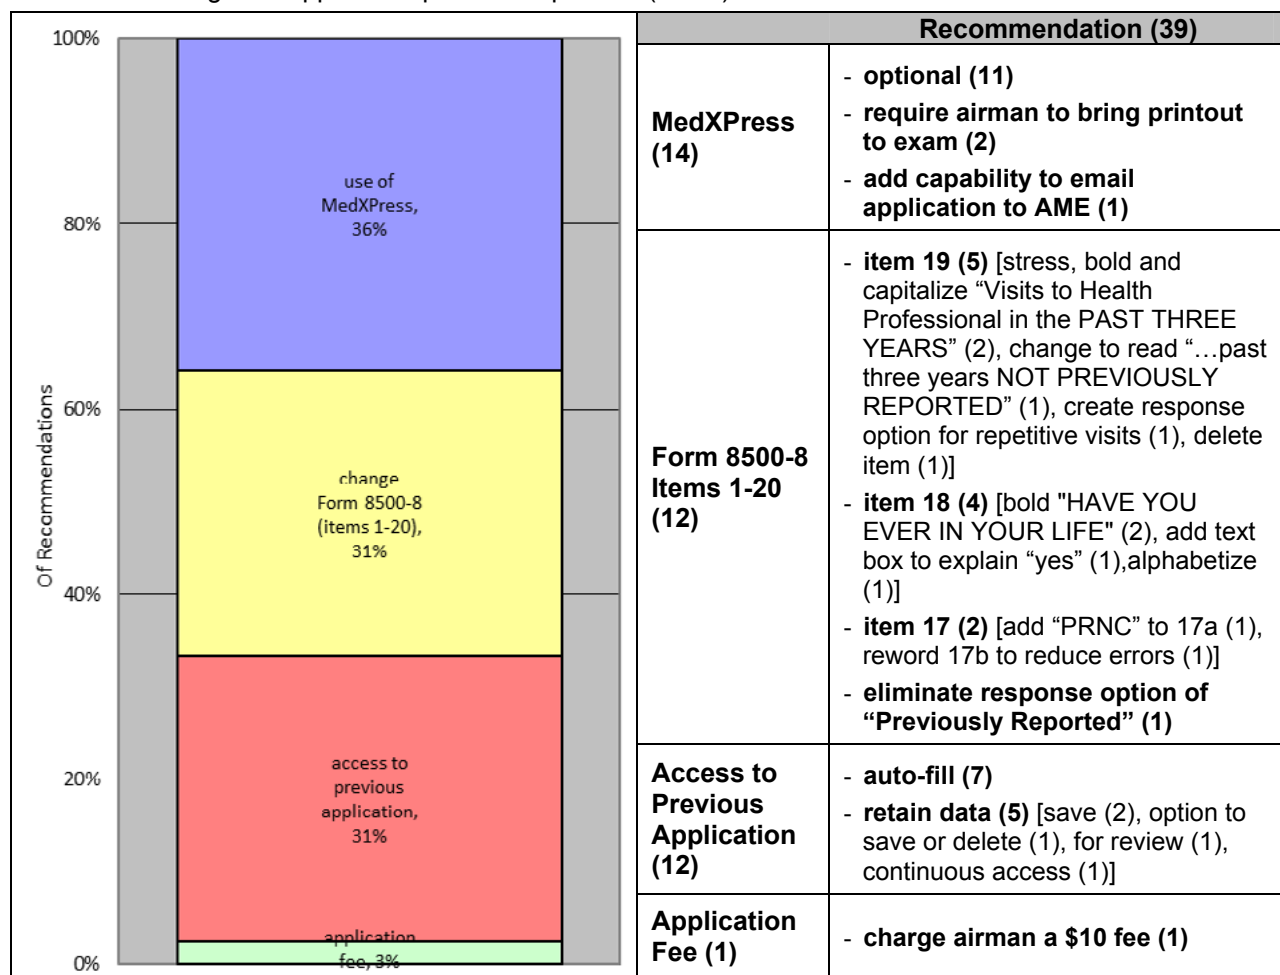 100%
80%
60%
40%
20%
0%
Of Recommendations
use of
MedXPress,
36%
change
Form 8500-8
(items 1-20),
31%
access to
previous
application,
31%
application
fee, 3%
Recommendation (39)
MedXPress
(14)
- optional (11)
- require airman to bring printout
to exam (2)
- add capability to email
application to AME (1)
Form 8500-8
Items 1-20
(12)
- item 19 (5) [stress, bold and
capitalize “Visits to Health
Professional in the PAST THREE
YEARS” (2), change to read “…past
three years NOT PREVIOUSLY
REPORTED” (1), create response
option for repetitive visits (1), delete
item (1)]
- item 18 (4) [bold "HAVE YOU
EVER IN YOUR LIFE" (2), add text
box to explain “yes” (1),alphabetize
(1)]
- item 17 (2) [add “PRNC” to 17a (1),
reword 17b to reduce errors (1)]
- eliminate response option of
“Previously Reported” (1)
Access to
Previous
Application
(12)
- auto-fill (7)
- retain data (5) [save (2), option to
save or delete (1), for review (1),
continuous access (1)]
Application
Fee (1)
- charge airman a $10 fee (1)